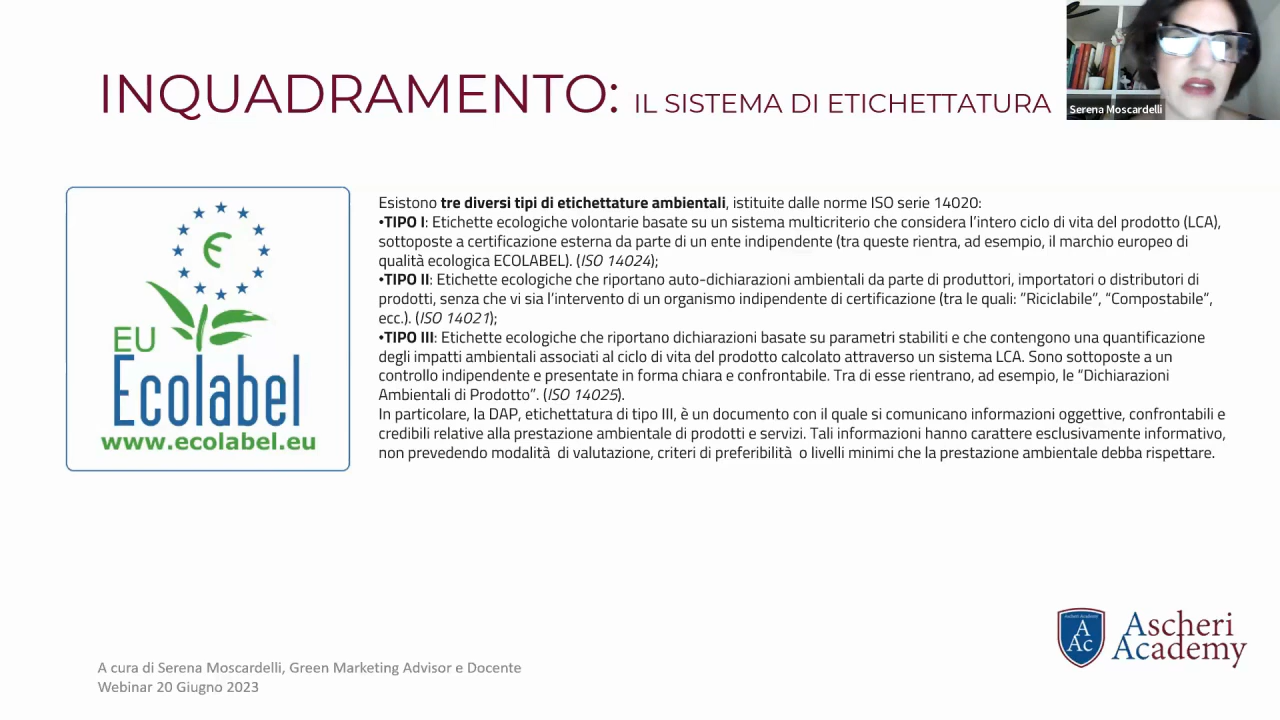 INQUADRAMENTO: IL SISTEMA DI ETICHETTATURA
Serena Moscardelli
EU
Ecolabel
www.ecolabel.eu
Esistono tre diversi tipi di etichettature ambientali, istituite dalle norme ISO serie 14020:
•TIPO I: Etichette ecologiche volontarie basate su un sistema multicriterio che considera l’intero ciclo di vita del prodotto (LCA),
sottoposte a certificazione esterna da parte di un ente indipendente (tra queste rientra, ad esempio, il marchio europeo di
qualità ecologica ECOLABEL). (ISO 14024);
•TIPO II: Etichette ecologiche che riportano auto-dichiarazioni ambientali da parte di produttori, importatori o distributori di
prodotti, senza che vi sia l’intervento di un organismo indipendente di certificazione (tra le quali: “Riciclabile”, “Compostabile”,
ecc.). (ISO 14021);
•TIPO III: Etichette ecologiche che riportano dichiarazioni basate su parametri stabiliti e che contengono una quantificazione
degli impatti ambientali associati al ciclo di vita del prodotto calcolato attraverso un sistema LCA. Sono sottoposte a un
controllo indipendente e presentate in forma chiara e confrontabile. Tra di esse rientrano, ad esempio, le “Dichiarazioni
Ambientali di Prodotto”. (ISO 14025).
In particolare, la DAP, etichettatura di tipo III, è un documento con il quale si comunicano informazioni oggettive, confrontabili e
credibili relative alla prestazione ambientale di prodotti e servizi. Tali informazioni hanno carattere esclusivamente informativo,
non prevedendo modalità di valutazione, criteri di preferibilità o livelli minimi che la prestazione ambientale debba rispettare.
Ascheri Academy
A
Ac
Ascheri
Academy
A cura di Serena Moscardelli, Green Marketing Advisor e Docente
Webinar 20 Giugno 2023